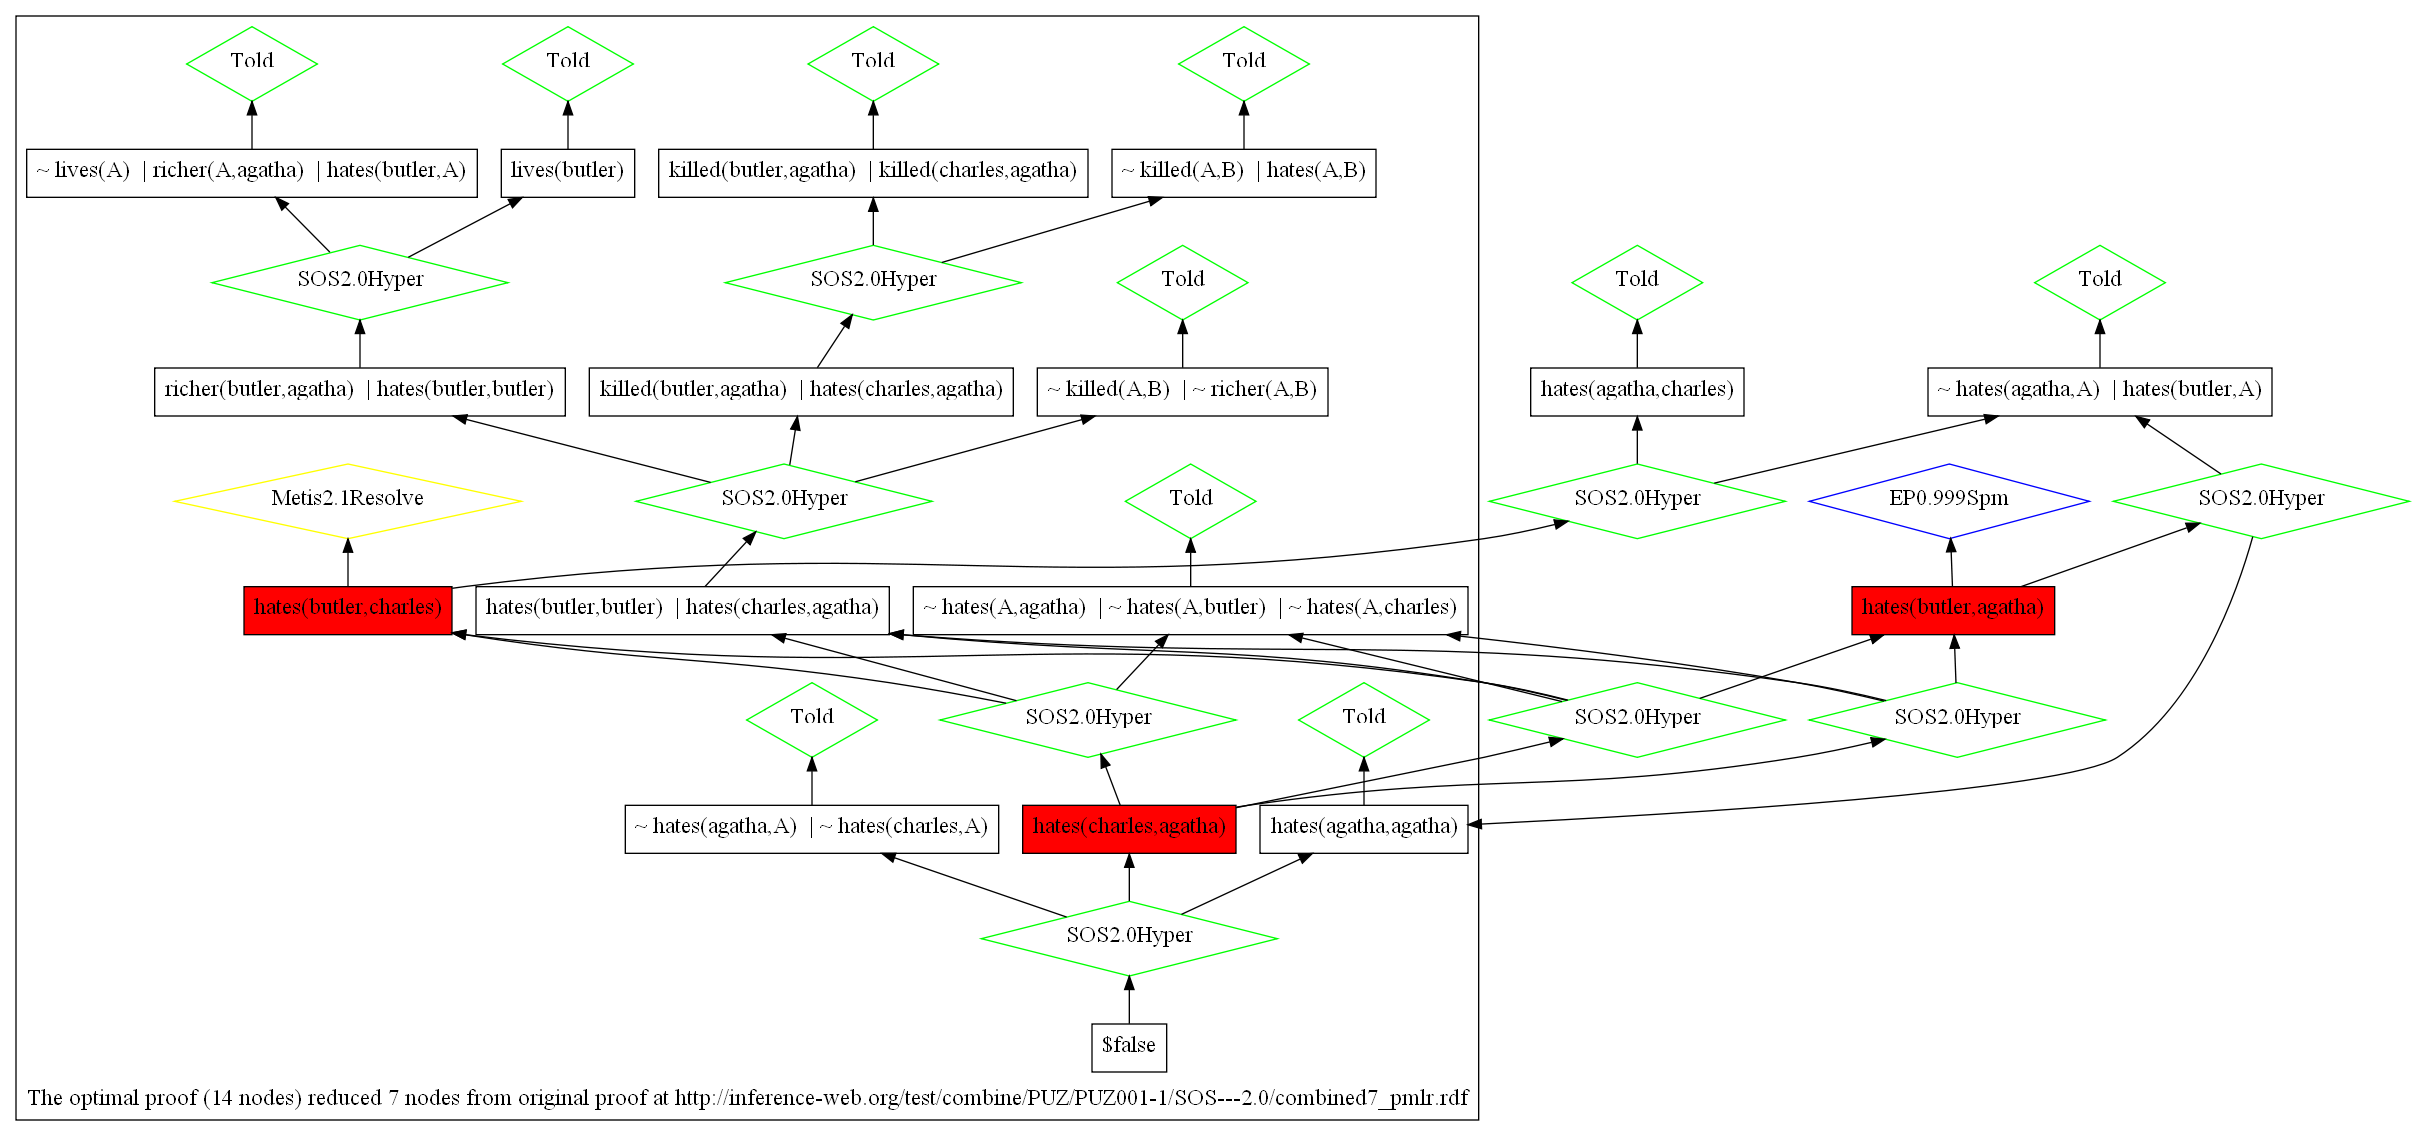 Told
Told
Told
Told
~ lives(A) | richer(A,agatha) | hates(butler,A)
lives(butler)
killed(butler,agatha) | killed(charles,agatha)
~ killed(A,B) | hates(A,B)
SOS2.0Hyper
SOS2.0Hyper
Told
Told
Told
richer(butler,agatha) | hates(butler,butler)
killed(butler,agatha) | hates(charles,agatha)
~ killed(A,B) | ~ richer(A,B)
hates(agatha,charles)
~ hates(agatha,A) | hates(butler,A)
Metis2.1Resolve
SOS2.0Hyper
Told
SOS2.0Hyper
EP0.999Spm
SOS2.0Hyper
hates(butler,charles)
hates(butler,butler) | hates(charles,agatha)
~ hates(A,agatha) | ~ hates(A,butler) | ~ hates(A,charles)
hates(butler,agatha)
Told
SOS2.0Hyper
Told
SOS2.0Hyper
SOS2.0Hyper
~ hates(agatha,A) | ~ hates(charles,A)
hates(charles,agatha)
hates(agatha,agatha)
SOS2.0Hyper
$false
The optimal proof (14 nodes) reduced 7 nodes from original proof at http://inference-web.org/test/combine/PUZ/PUZ001-1/SOS---2.0/combined7_pmlr.rdf